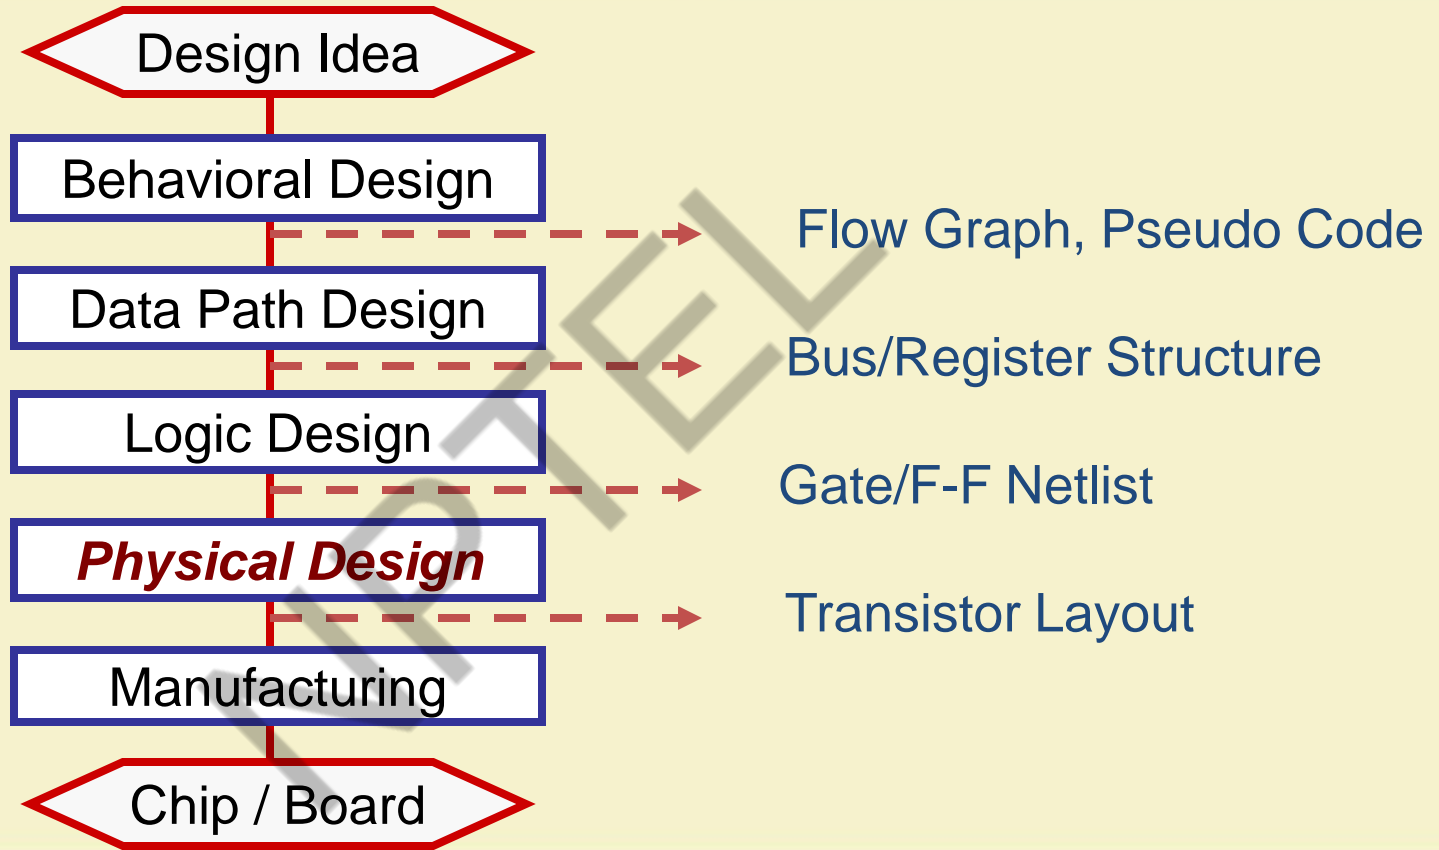 Design Idea
Behavioral Design
Flow Graph, Pseudo Code
Data Path Design
Bus/Register Structure
Logic Design
Gate/F-F Netlist
Physical Design
Transistor Layout
Manufacturing
Chip / Board
NPTEL